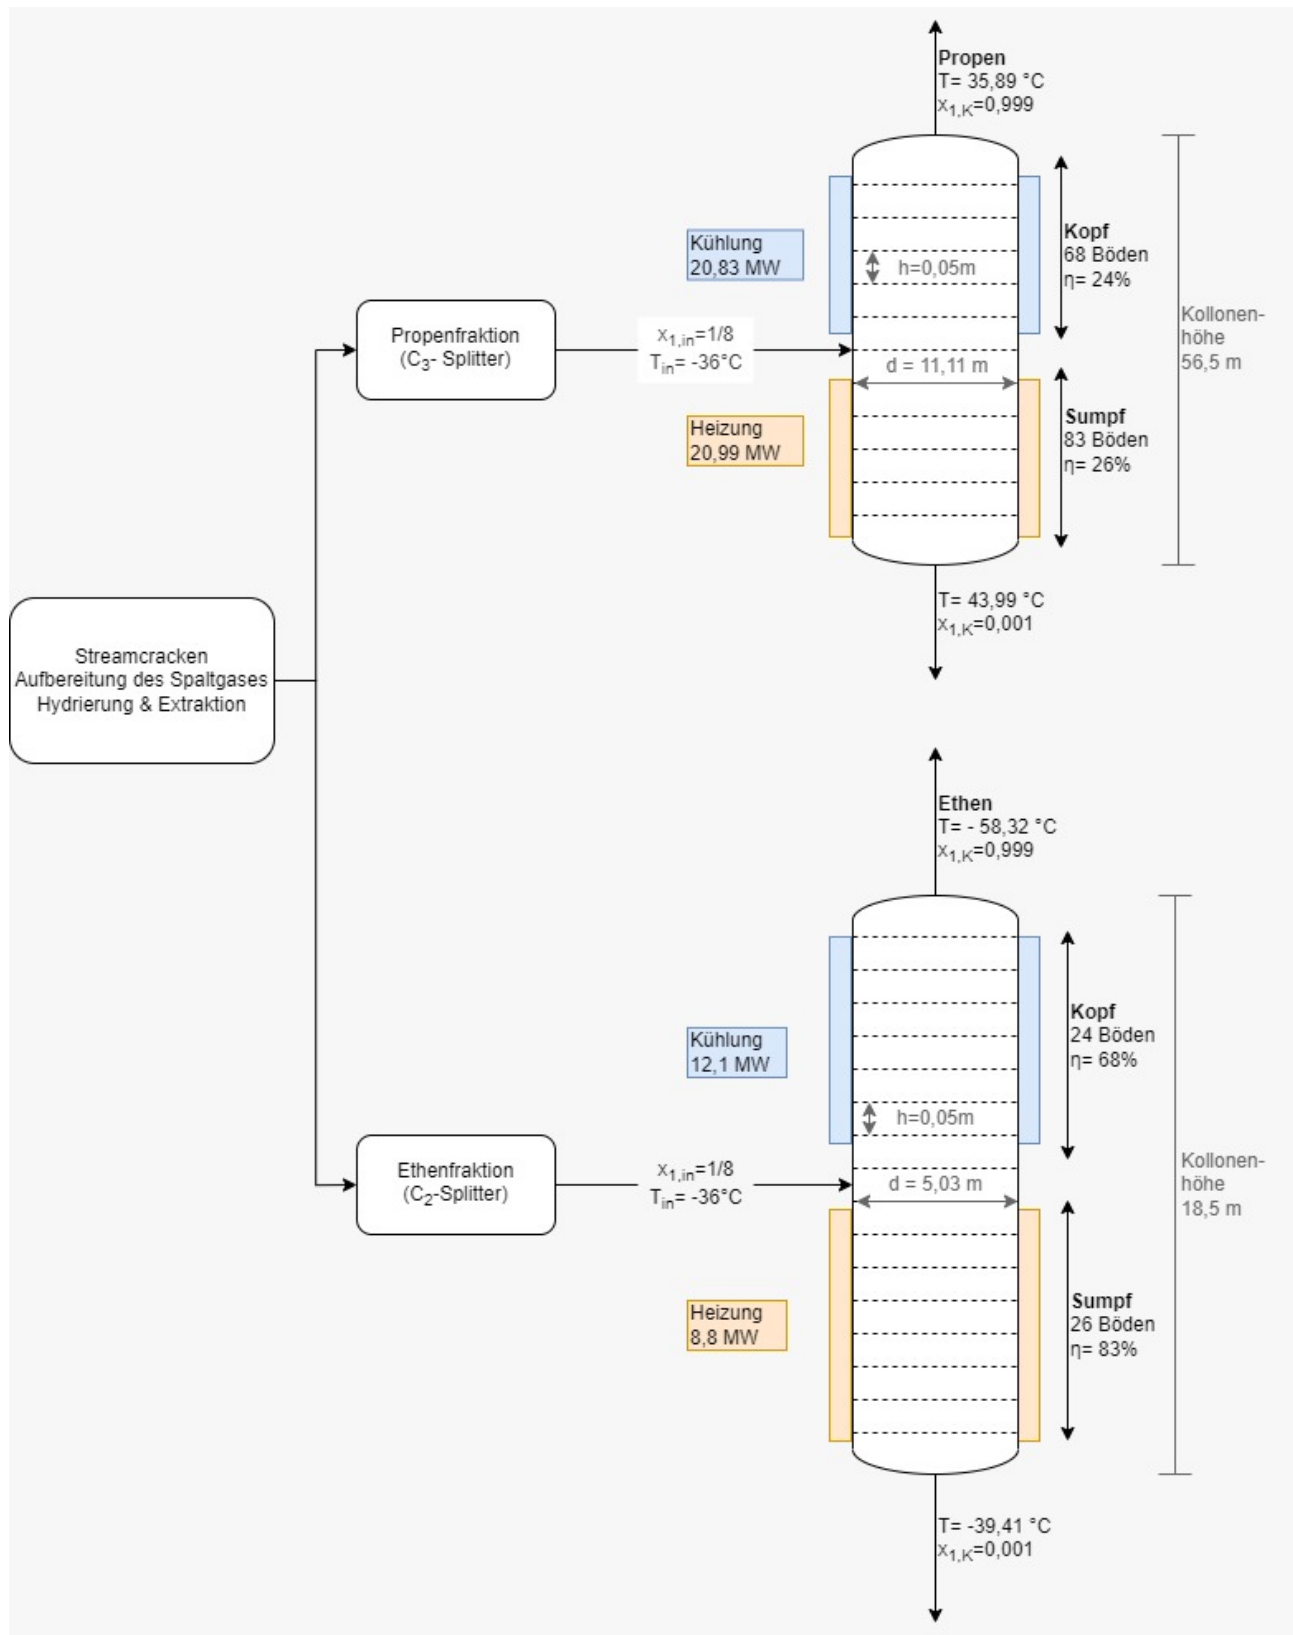 Propen
T= 35,89 °C
x1,K=0,999
Kühlung
20,83 MW
h=0,05m
Kopf
68 Böden
η= 24%
Propenfraktion
(C3- Splitter)
x1,in=1/8
Tin= -36°C
d = 11,11 m
Kollonen-
höhe
56,5 m
Heizung
20,99 MW
Sumpf
83 Böden
η= 26%
T= 43,99 °C
x1,K=0,001
Streamcracken
Aufbereitung des Spaltgases
Hydrierung & Extraktion
Ethen
T= - 58,32 °C
x1,K=0,999
Kühlung
12,1 MW
h=0,05m
Kopf
24 Böden
η= 68%
Ethenfraktion
(C2-Splitter)
x1,in=1/8
Tin= -36°C
d = 5,03 m
Kollonen-
höhe
18,5 m
Heizung
8,8 MW
Sumpf
26 Böden
η= 83%
T= -39,41 °C
x1,K=0,001